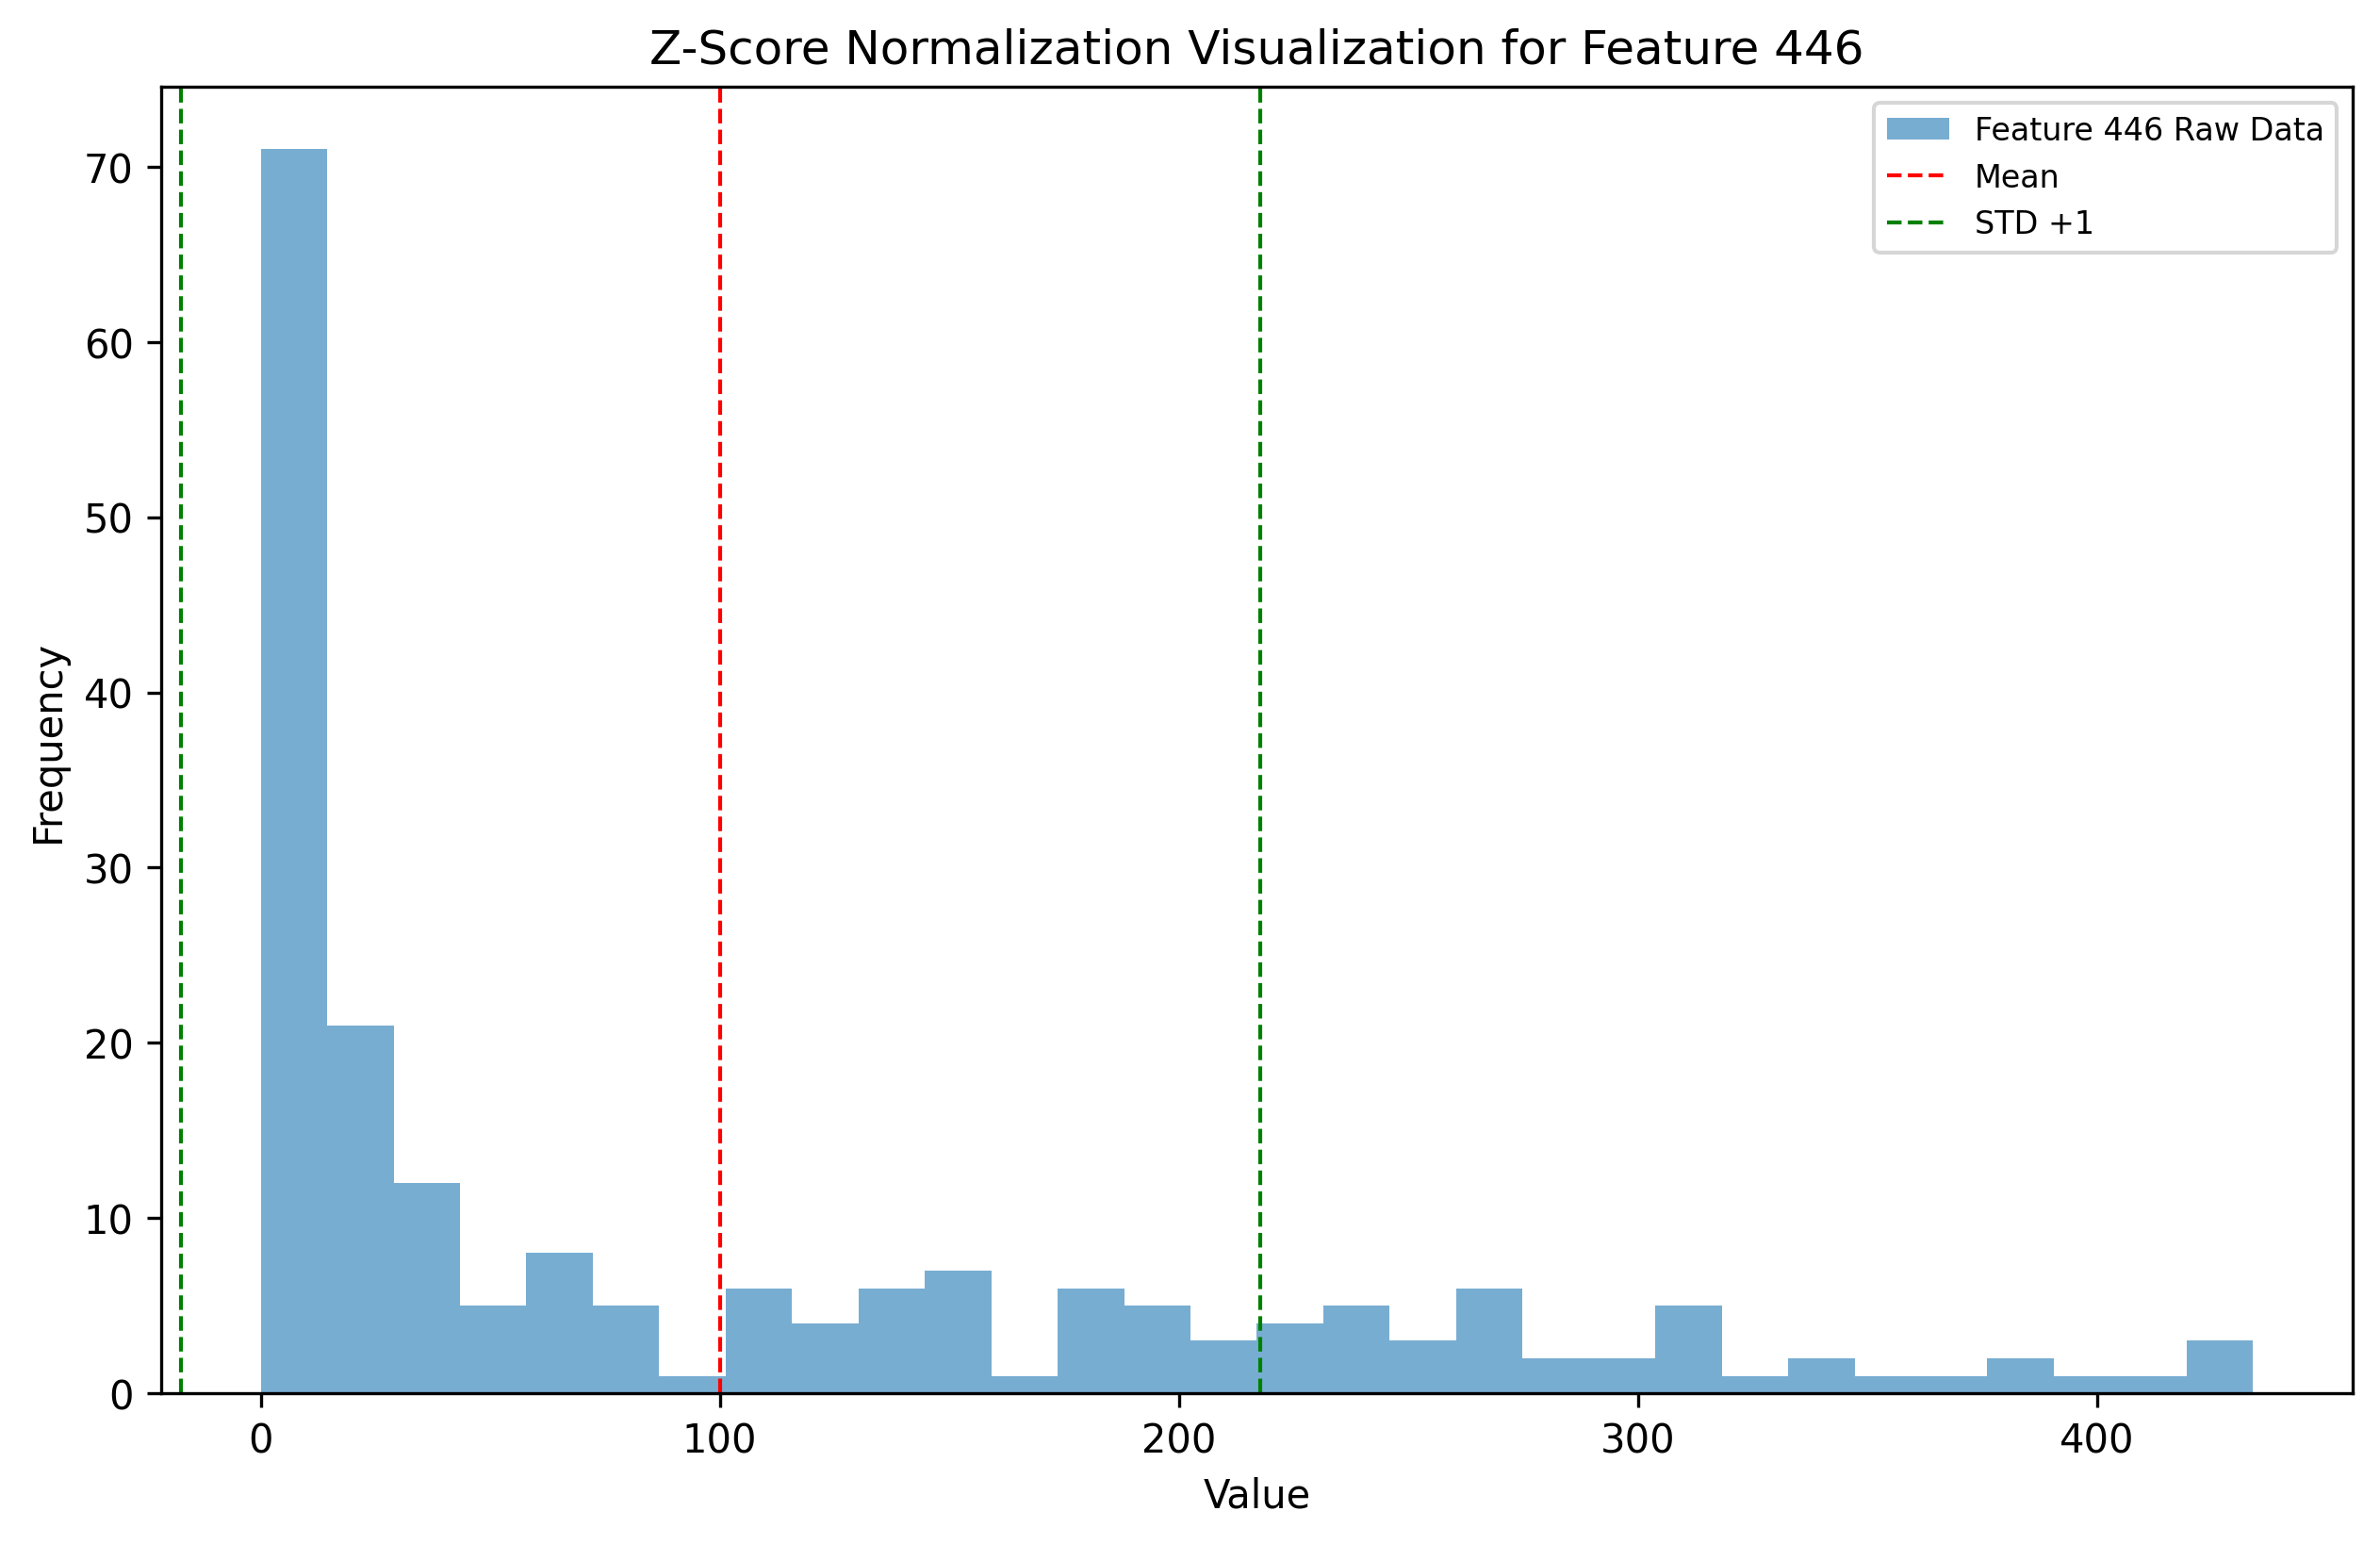 Z-Score Normalization Visualization for Feature 446
Feature 446 Raw Data
Mean
STD +1
70
60
50
40
30
20
10
0
Frequency
0 100 200 300 400
Value